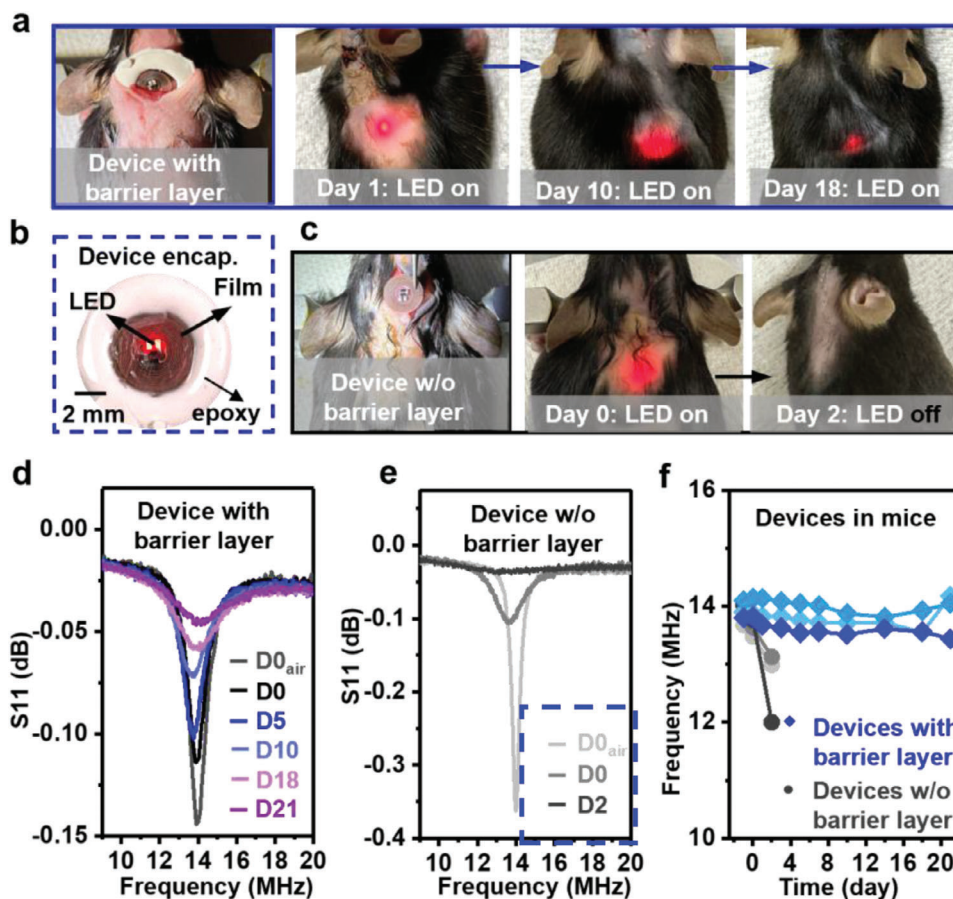 a
Device with
barrier layer
Day 1: LED on
Day 10: LED on
Day 18: LED on
b
Device encap.
LED
Film
2 mm
epoxy
c
Device w/o
barrier layer
Day 0: LED on
Day 2: LED off
d
Device with
barrier layer
0.00
-0.05
-0.10
-0.15
S11 (dB)
D0air
D0
D5
D10
D18
D21
10 12 14 16 18 20
Frequency (MHz)
e
Device w/o
barrier layer
0.0
-0.1
-0.2
-0.3
-0.4
S11 (dB)
D0air
D0
D2
10 12 14 16 18 20
Frequency (MHz)
f
Devices in mice
16
14
12
10
Frequency (MHz)
Devices with
barrier layer
Devices w/o
barrier layer
0 4 8 12 16 20
Time (day)